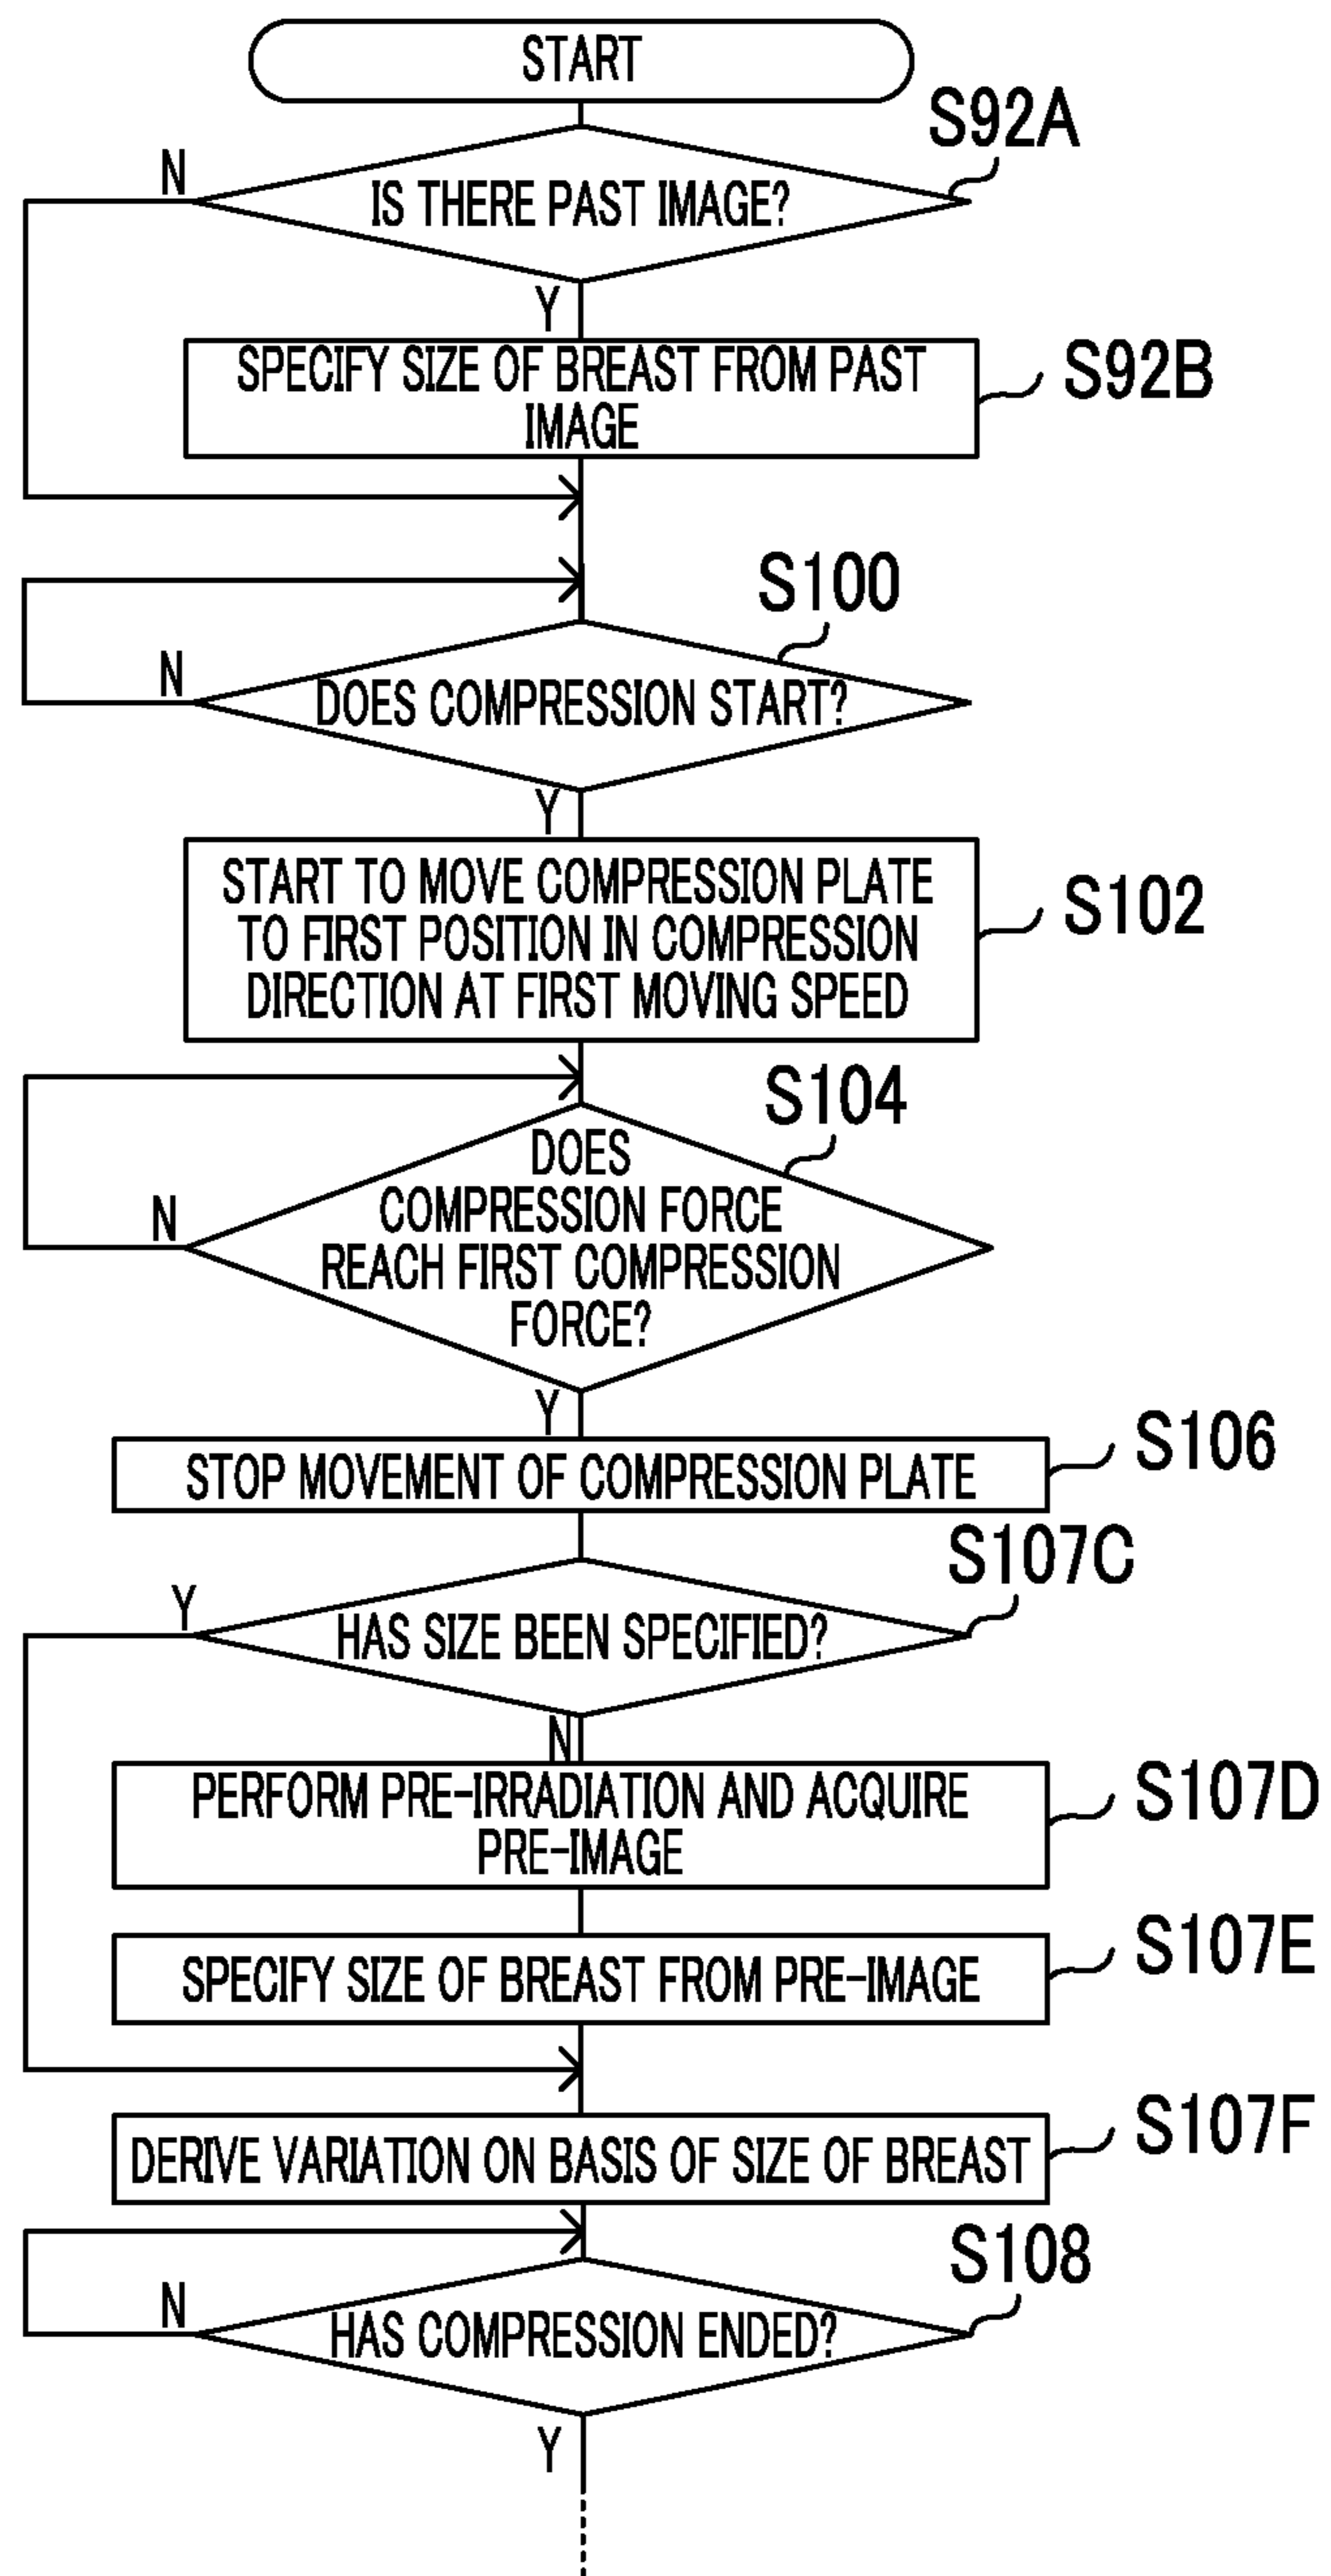 START
S92A
N
IS THERE PAST IMAGE?
Y
SPECIFY SIZE OF BREAST FROM PAST
IMAGE
S92B
S100
N
DOES COMPRESSION START?
Y
START TO MOVE COMPRESSION PLATE
TO FIRST POSITION IN COMPRESSION
DIRECTION AT FIRST MOVING SPEED
S102
S104
DOES
COMPRESSION FORCE
REACH FIRST COMPRESSION
FORCE?
N
Y
STOP MOVEMENT OF COMPRESSION PLATE
S106
S107C
Y
HAS SIZE BEEN SPECIFIED?
N
PERFORM PRE-IRRADIATION AND ACQUIRE
PRE-IMAGE
S107D
SPECIFY SIZE OF BREAST FROM PRE-IMAGE
S107E
DERIVE VARIATION ON BASIS OF SIZE OF BREAST
S107F
S108
N
HAS COMPRESSION ENDED?
Y